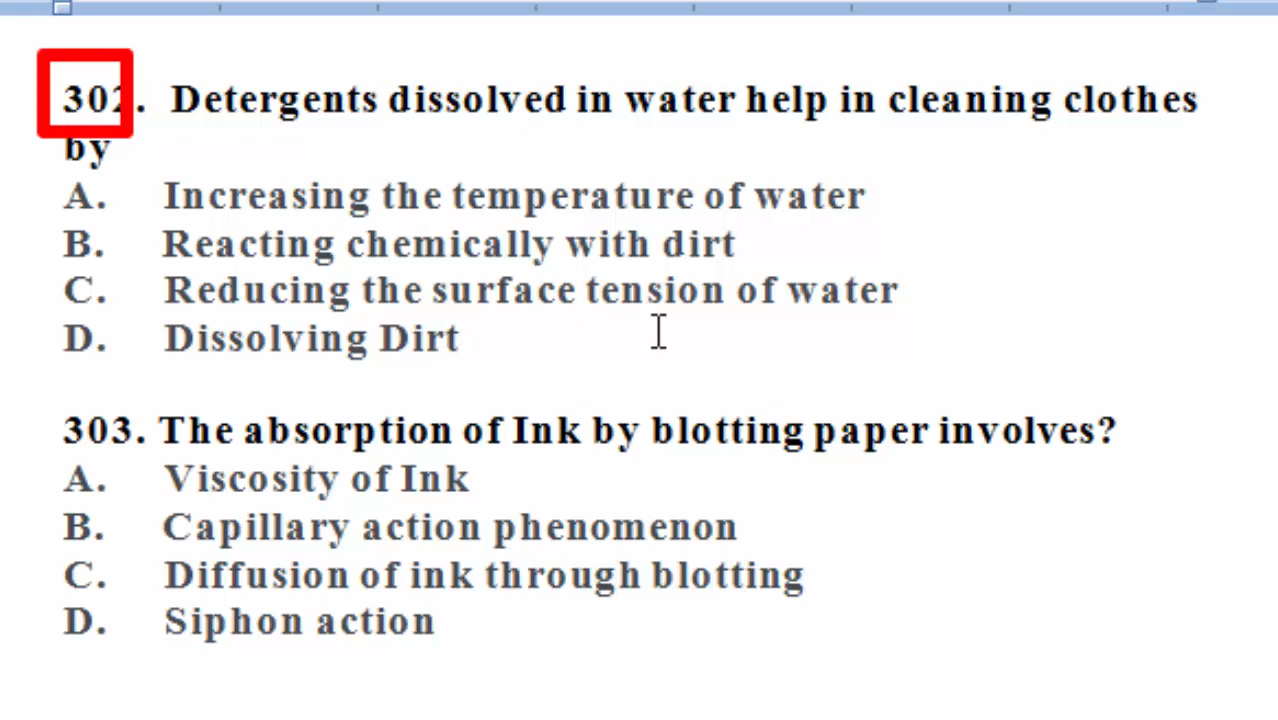 302. Detergents dissolved in water help in cleaning clothes
by
A. Increasing the temperature of water
B. Reacting chemically with dirt
C. Reducing the surface tension of water
D. Dissolving Dirt
303. The absorption of Ink by blotting paper involves?
A. Viscosity of Ink
B. Capillary action phenomenon
C. Diffusion of ink through blotting
D. Siphon action